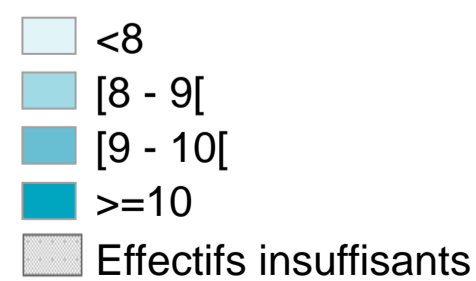 <8
[8 - 9[
[9 - 10[
>=10
Effectifs insuffisants